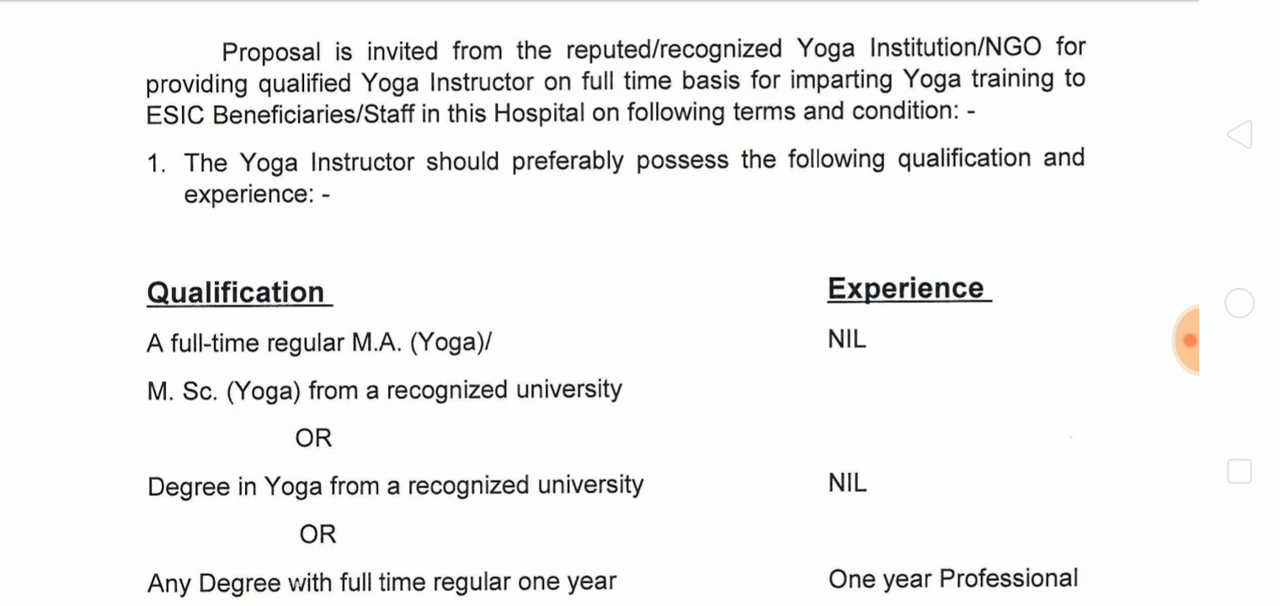 Proposal is invited from the reputed/recognized Yoga Institution/NGO for
providing qualified Yoga Instructor on full time basis for imparting Yoga training to
ESIC Beneficiaries/Staff in this Hospital on following terms and condition: -
1. The Yoga Instructor should preferably possess the following qualification and
experience: -
Qualification Experience
A full-time regular M.A. (Yoga)/ NIL
M. Sc. (Yoga) from a recognized university
OR
Degree in Yoga from a recognized university NIL
OR
Any Degree with full time regular one year One year Professional